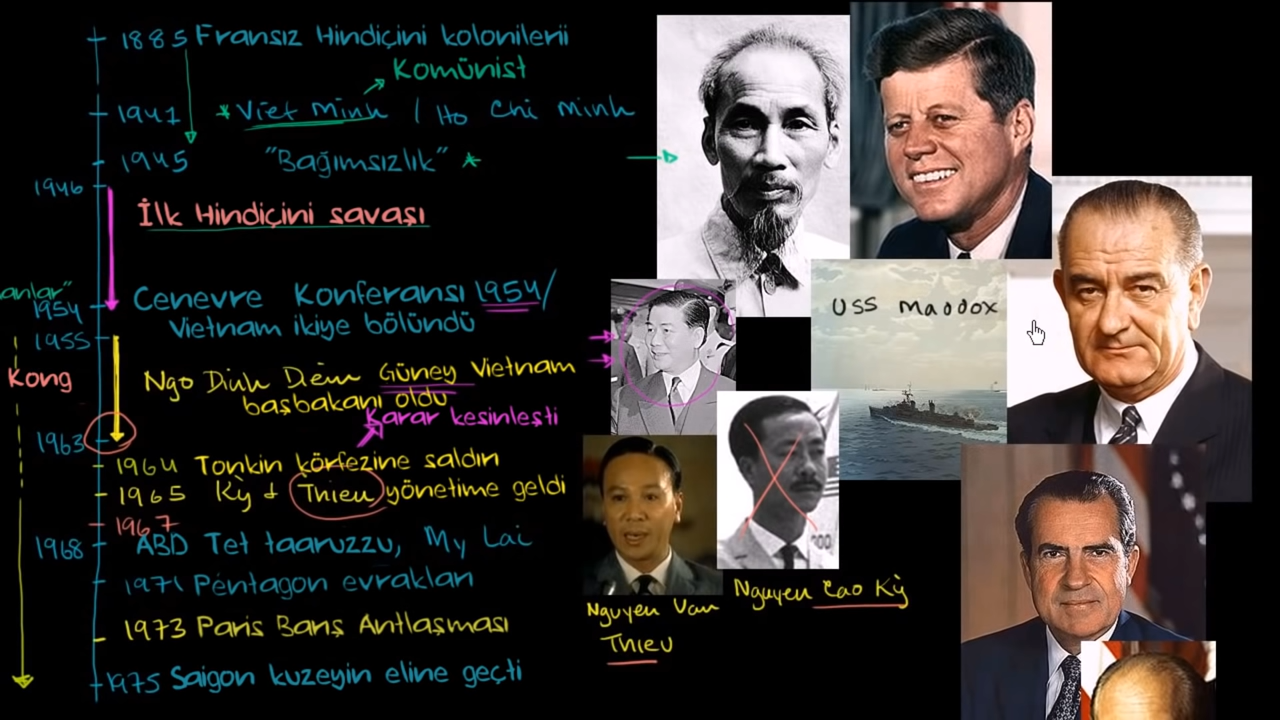 1885 Fransız Hindiçini kolonilerii
Komünist
1941 * Viet Minh / Ho Chi Minh
1945 "Bağımsızlık" *
1946
İlk Hindiçini savaşı
anlar"
1954 Cenevre Konferansı 1954/
Vietnam ikiye bölündü
1955
Kong
Ngo Dinh Diem Güney Vietnam
başbakanı oldu
Karar kesinleşti
1963
1964 Tonkin körfezine saldırı
1965 Ky + Thieu yönetime geldi
1967
1968 ABD Tet taaruzzu, My Lai
1971 Pentagon evrakları
1973 Paris Barış Antlaşması
1975 Saigon kuzeyin eline geçti
USS Maddox
Nguyen Van
Thieu
Nguyen Cao Ky